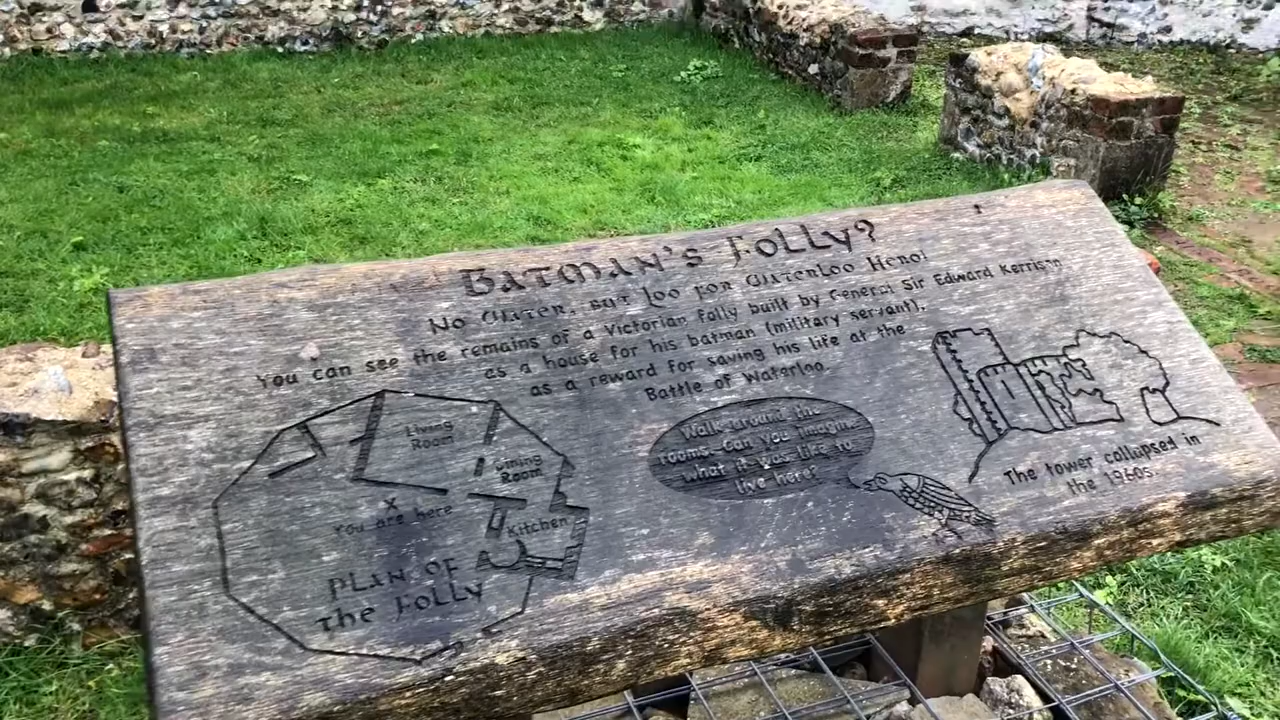 Batman's Folly?
No Water, but Loo for Waterloo Hero!
You can see the remains of a Victorian folly built by General Sir Edward Kerrison
as a house for his batman (military servant),
as a reward for saving his life at the
Battle of Waterloo.
Living
Room
Dining
Room
X
You are here
Kitchen
Plan of
the Folly
Walk around the
rooms. Can you imagine
what it was like to
live here?
The tower collapsed in
the 1960s.